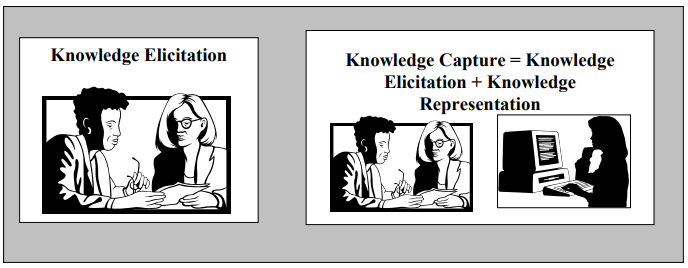 Knowledge Elicitation
Knowledge Capture = Knowledge
Elicitation + Knowledge
Representation